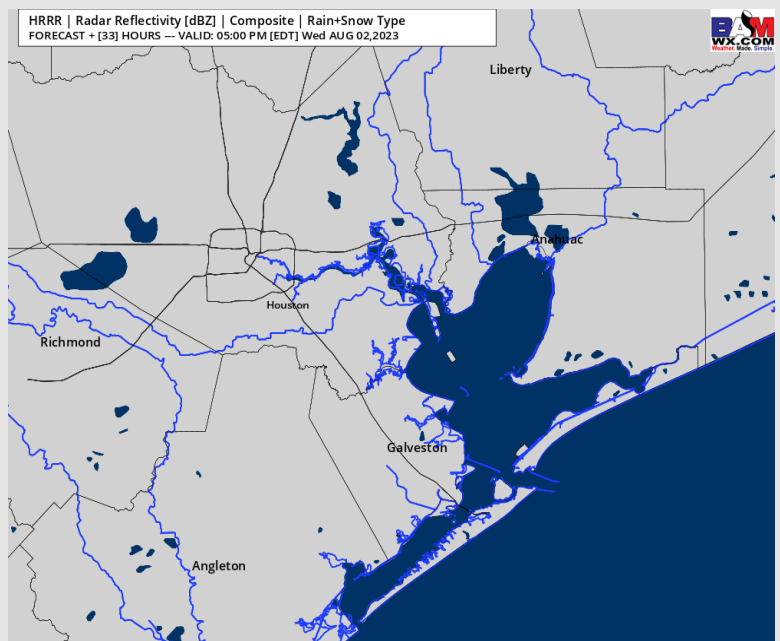 HRRR | Radar Reflectivity [dBZ] | Composite | Rain+Snow Type
FORECAST + [33] HOURS --- VALID: 05:00 PM [EDT] Wed AUG 02,2023
BAM
WX.COM
Weather. Made. Simple.
Liberty
Anahuac
Houston
Richmond
Galveston
Angleton